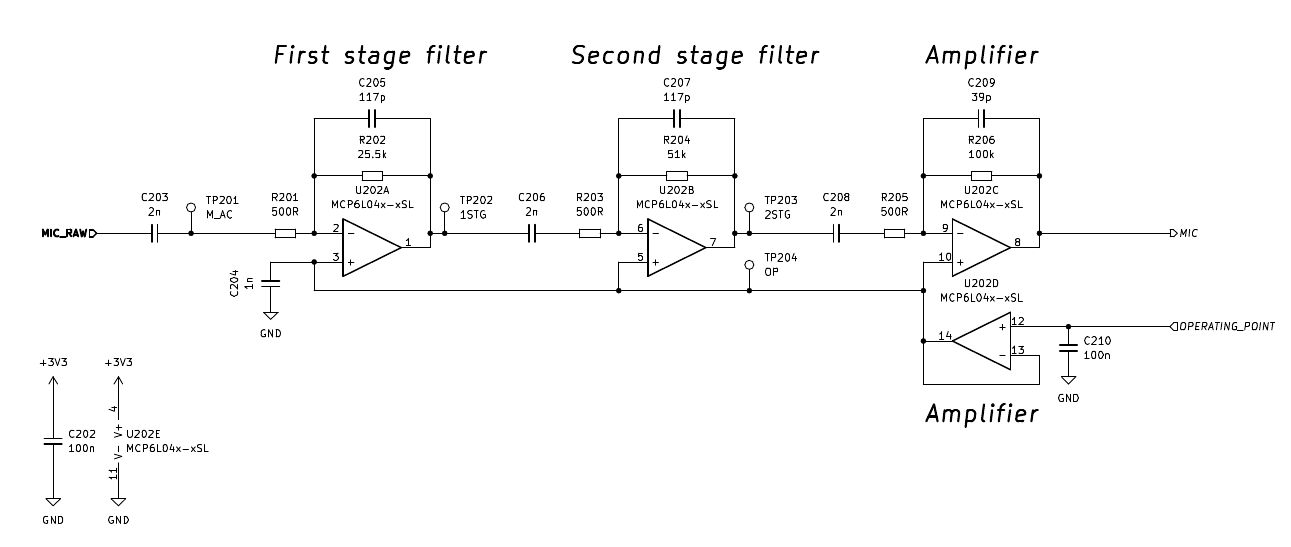 First stage filter
Second stage filter
Amplifier
C205
117p
C207
117p
C209
39p
R202
25.5k
R204
51k
R206
100k
C203
2n
TP201
M_AC
R201
500R
U202A
MCP6L04x-xSL
TP202
1STG
C206
2n
R203
500R
U202B
MCP6L04x-xSL
TP203
2STG
C208
2n
R205
500R
U202C
MCP6L04x-xSL
MIC_RAW
2
-
1
3
+
6
-
7
5
+
9
-
8
10
+
MIC
C204
1n
GND
TP204
OP
U202D
MCP6L04x-xSL
12
+
14
13
-
OPERATING_POINT
C210
100n
GND
Amplifier
+3V3
+3V3
C202
100n
4
V+
V-
11
U202E
MCP6L04x-xSL
GND
GND